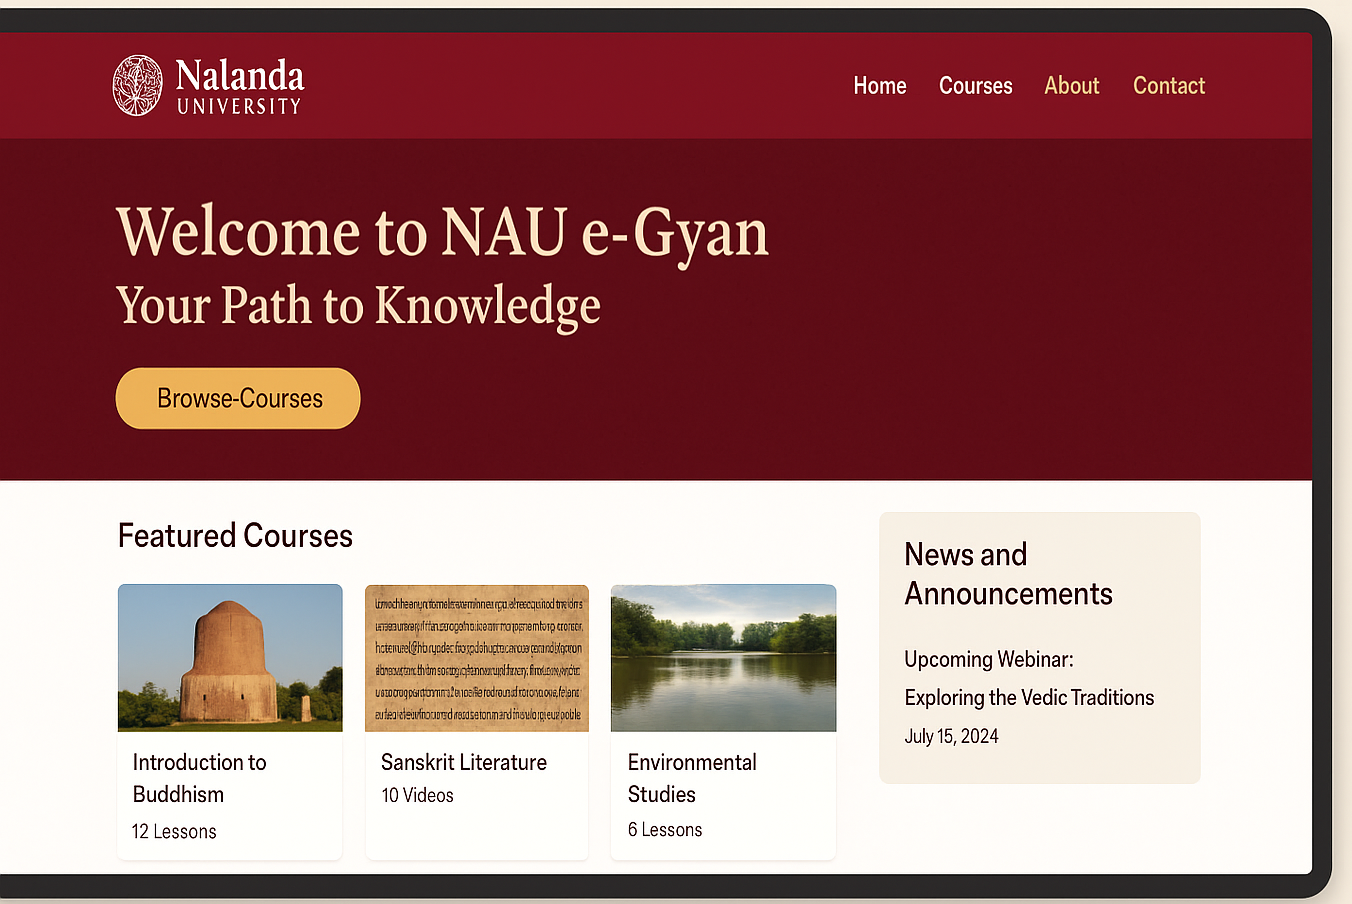 Nalanda
UNIVERSITY
Home Courses About Contact
Welcome to NAU e-Gyan
Your Path to Knowledge
Browse-Courses
Featured Courses
Introduction to
Buddhism
12 Lessons
Sanskrit Literature
10 Videos
Environmental
Studies
6 Lessons
News and
Announcements
Upcoming Webinar:
Exploring the Vedic Traditions
July 15, 2024